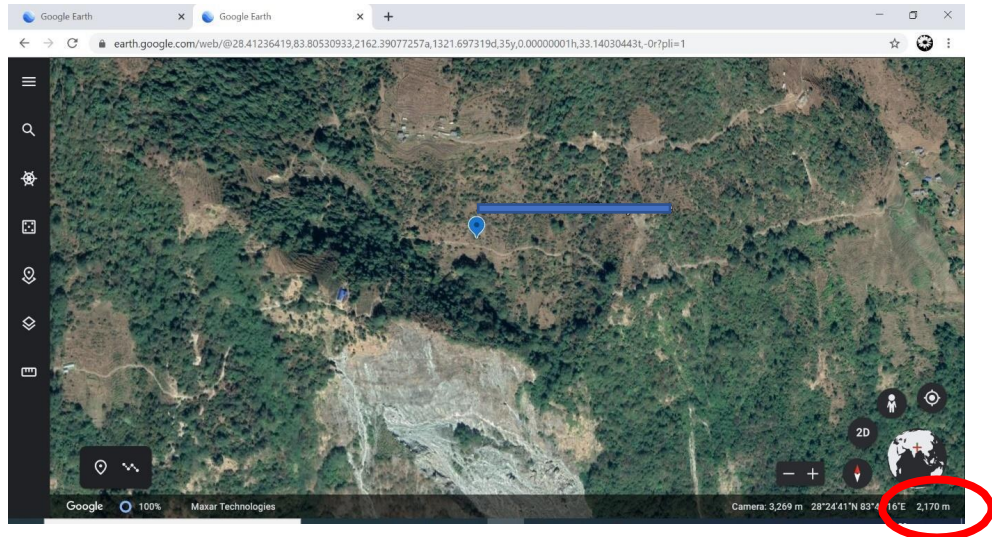 Google Earth
Google Earth
earth.google.com/web/@28.41236419,83.80530933,2162.39077257a,1321.697319d,35y,0.00000001h,33.14030443t,-0r?pli=1
2D
Google 100% Maxar Technologies Camera: 3,269 m 28°24'41"N 83°4 16"E 2,170 m